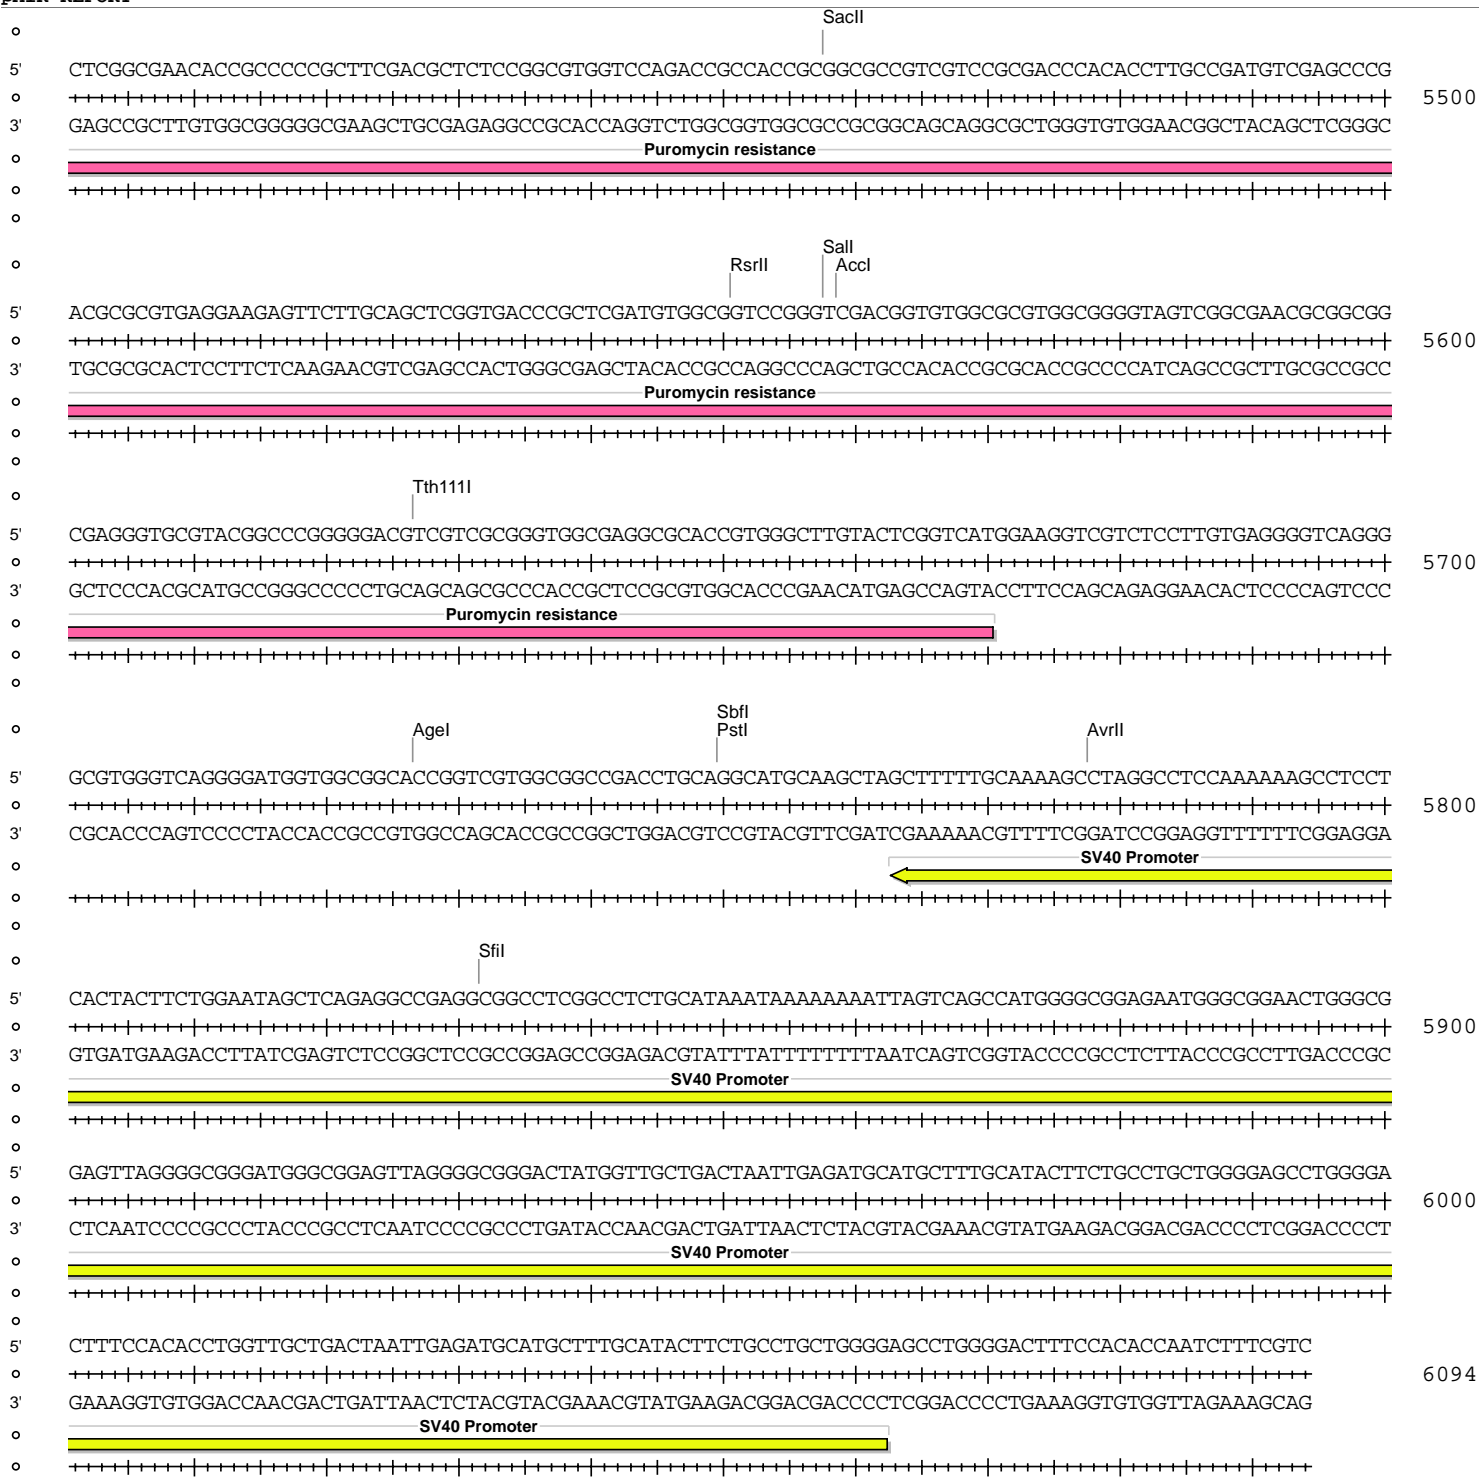 SacII
5' CTCGGCGAACACCGCCCCCGCTTCGACGCTCTCCGGCGTGGTCCAGACCGCCACCGCGGCGCCGTCGTCCGCGACCCACACCTTGCCGATGTCGAGCCCG
5500
3' GAGCCGCTTGTGGCGGGGGCGAAGCTGCGAGAGGCCGCACCAGGTCTGGCGGTGGCGCCGCGGCAGCAGGCGCTGGGTGTGGAACGGCTACAGCTCGGGC
Puromycin resistance
SalI
RsrII AccI
5' ACGCGCGTGAGGAAGAGTTCTTGCAGCTCGGTGACCCGCTCGATGTGGCGGTCCGGGTCGACGGTGTGGCGCGTGGCGGGGTAGTCGGCGAACGCGGCGG
5600
3' TGCGCGCACTCCTTCTCAAGAACGTCGAGCCACTGGGCGAGCTACACCGCCAGGCCCAGCTGCCACACCGCGCACCGCCCCATCAGCCGCTTGCGCCGCC
Puromycin resistance
Tth111I
5' CGAGGGTGCGTACGGCCCGGGGGACGTCGTCGCGGGTGGCGAGGCGCACCGTGGGCTTGTACTCGGTCATGGAAGGTCGTCTCCTTGTGAGGGGTCAGGG
5700
3' GCTCCCACGCATGCCGGGCCCCCTGCAGCAGCGCCCACCGCTCCGCGTGGCACCCGAACATGAGCCAGTACCTTCCAGCAGAGGAACACTCCCCAGTCCC
Puromycin resistance
SbfI
AgeI PstI AvrII
5' GCGTGGGTCAGGGGATGGTGGCGGCACCGGTCGTGGCGGCCGACCTGCAGGCATGCAAGCTAGCTTTTTGCAAAAGCCTAGGCCTCCAAAAAAGCCTCCT
5800
3' CGCACCCAGTCCCCTACCACCGCCGTGGCCAGCACCGCCGGCTGGACGTCCGTACGTTCGATCGAAAAACGTTTTCGGATCCGGAGGTTTTTTCGGAGGA
SV40 Promoter
SfiI
5' CACTACTTCTGGAATAGCTCAGAGGCCGAGGCGGCCTCGGCCTCTGCATAAATAAAAAAAATTAGTCAGCCATGGGGCGGAGAATGGGCGGAACTGGGCG
5900
3' GTGATGAAGACCTTATCGAGTCTCCGGCTCCGCCGGAGCCGGAGACGTATTTATTTTTTTTAATCAGTCGGTACCCCGCCTCTTACCCGCCTTGACCCGC
SV40 Promoter
5' GAGTTAGGGGCGGGATGGGCGGAGTTAGGGGCGGGACTATGGTTGCTGACTAATTGAGATGCATGCTTTGCATACTTCTGCCTGCTGGGGAGCCTGGGGA
6000
3' CTCAATCCCCGCCCTACCCGCCTCAATCCCCGCCCTGATACCAACGACTGATTAACTCTACGTACGAAACGTATGAAGACGGACGACCCCTCGGACCCCT
SV40 Promoter
5' CTTTCCACACCTGGTTGCTGACTAATTGAGATGCATGCTTTGCATACTTCTGCCTGCTGGGGAGCCTGGGGACTTTCCACACCAATCTTTCGTC
6094
3' GAAAGGTGTGGACCAACGACTGATTAACTCTACGTACGAAACGTATGAAGACGGACGACCCCTCGGACCCCTGAAAGGTGTGGTTAGAAAGCAG
SV40 Promoter